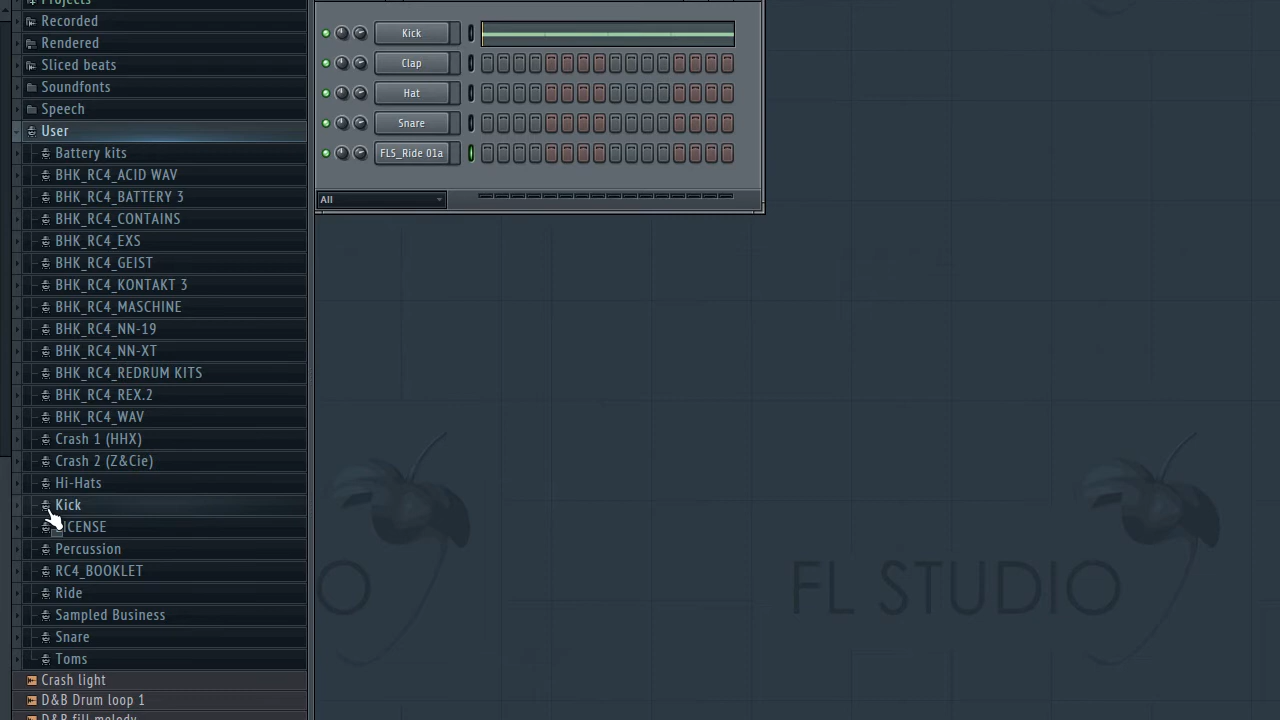 Projects
Recorded
Rendered
Sliced beats
Soundfonts
Speech
User
Battery kits
BHK_RC4_ACID WAV
BHK_RC4_BATTERY 3
BHK_RC4_CONTAINS
BHK_RC4_EXS
BHK_RC4_GEIST
BHK_RC4_KONTAKT 3
BHK_RC4_MASCHINE
BHK_RC4_NN-19
BHK_RC4_NN-XT
BHK_RC4_REDRUM KITS
BHK_RC4_REX.2
BHK_RC4_WAV
Crash 1 (HHX)
Crash 2 (Z&Cie)
Hi-Hats
Kick
ICENSE
Percussion
RC4_BOOKLET
Ride
Sampled Business
Snare
Toms
Crash light
D&B Drum loop 1
D&B fill melody
Kick
Clap
Hat
Snare
FLS_Ride 01a
All
O
FL STUDIO